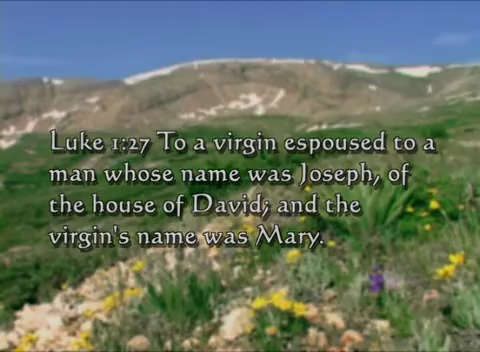 Luke 1:27 To a virgin espoused to a
man whose name was Joseph, of
the house of David; and the
virgin's name was Mary.